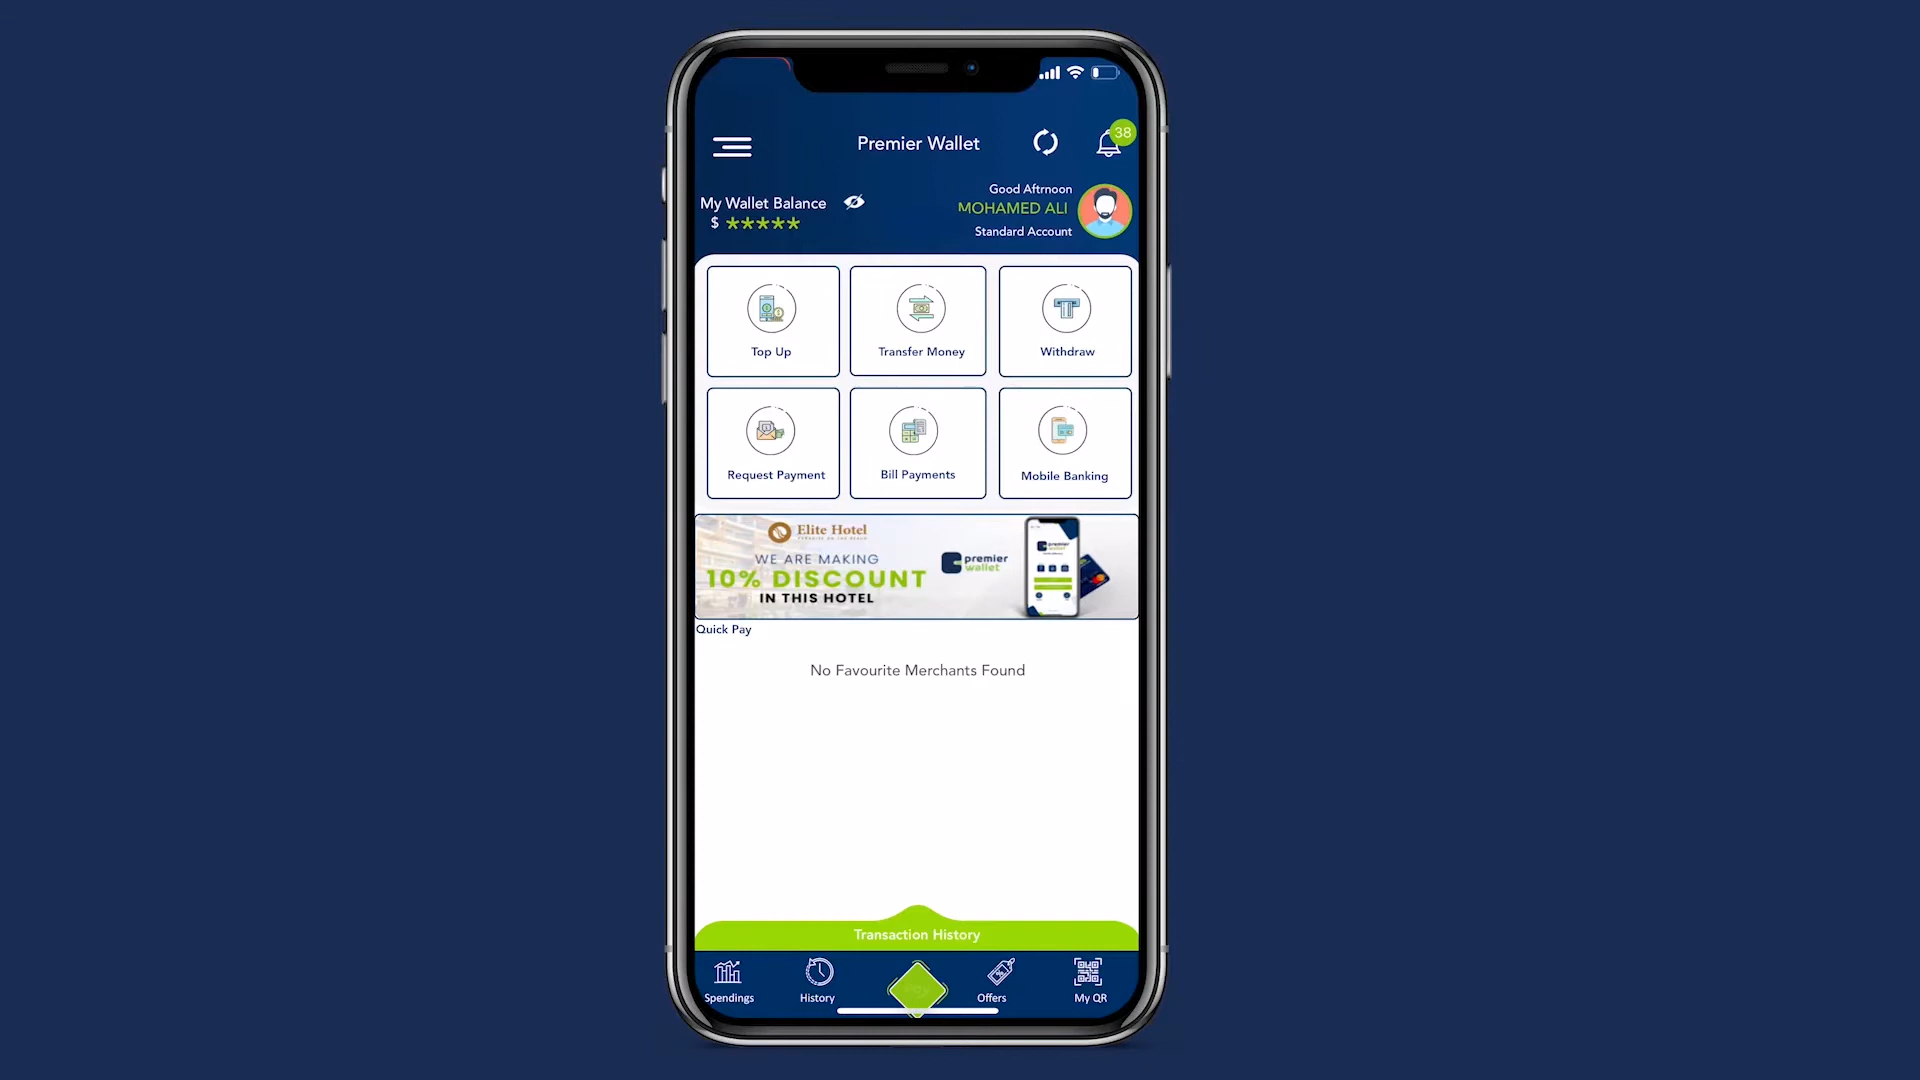 Premier Wallet
38
Good Aftrnoon
My Wallet Balance
MOHAMED ALI
$ *****
Standard Account
Top Up
Transfer Money
Withdraw
Request Payment
Bill Payments
Mobile Banking
Elite Hotel
WE ARE MAKING
10% DISCOUNT
IN THIS HOTEL
premier
wallet
premier
wallet
Quick Pay
No Favourite Merchants Found
Transaction History
Spendings
History
Offers
My QR